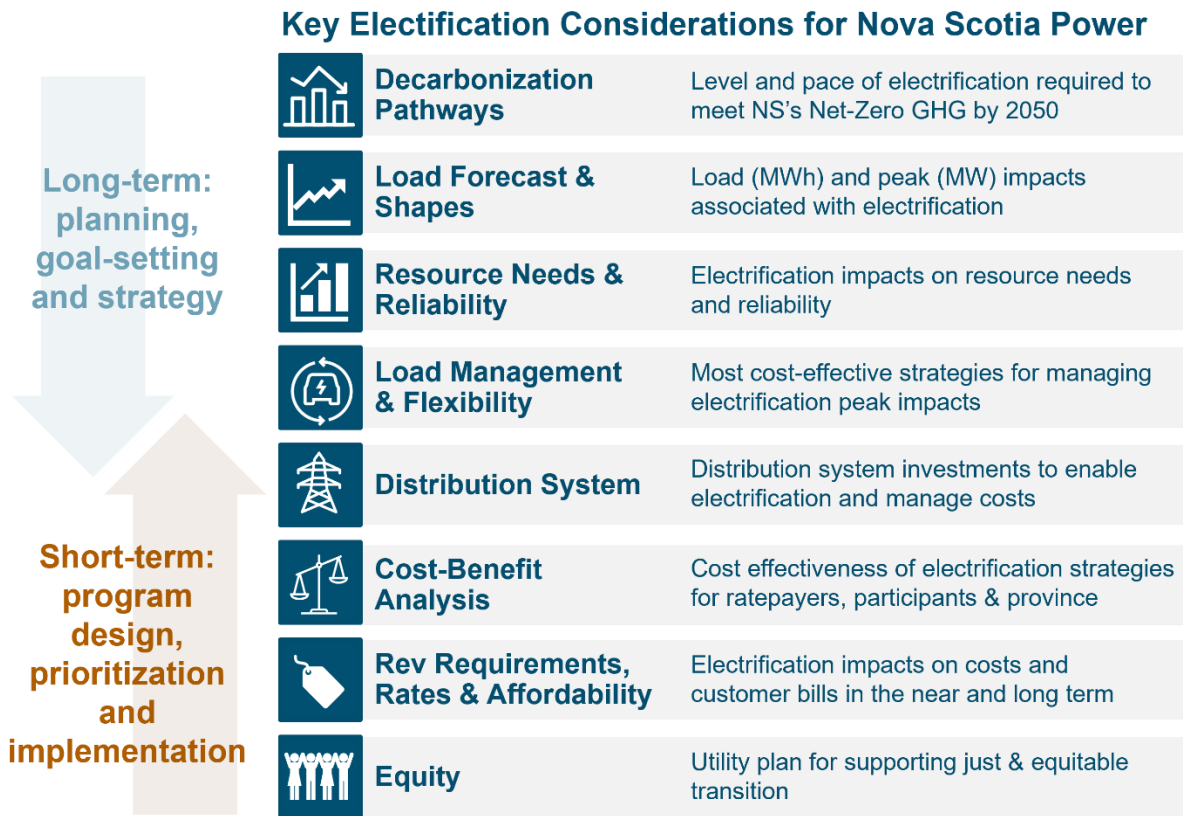 Key Electrification Considerations for Nova Scotia Power
Long-term:
planning,
goal-setting
and strategy
Short-term:
program
design,
prioritization
and
implementation
Decarbonization
Pathways
Level and pace of electrification required to
meet NS's Net-Zero GHG by 2050
Load Forecast &
Shapes
Load (MWh) and peak (MW) impacts
associated with electrification
Resource Needs &
Reliability
Electrification impacts on resource needs
and reliability
Load Management
& Flexibility
Most cost-effective strategies for managing
electrification peak impacts
Distribution System
Distribution system investments to enable
electrification and manage costs
Cost-Benefit
Analysis
Cost effectiveness of electrification strategies
for ratepayers, participants & province
Rev Requirements,
Rates & Affordability
Electrification impacts on costs and
customer bills in the near and long term
Equity
Utility plan for supporting just & equitable
transition